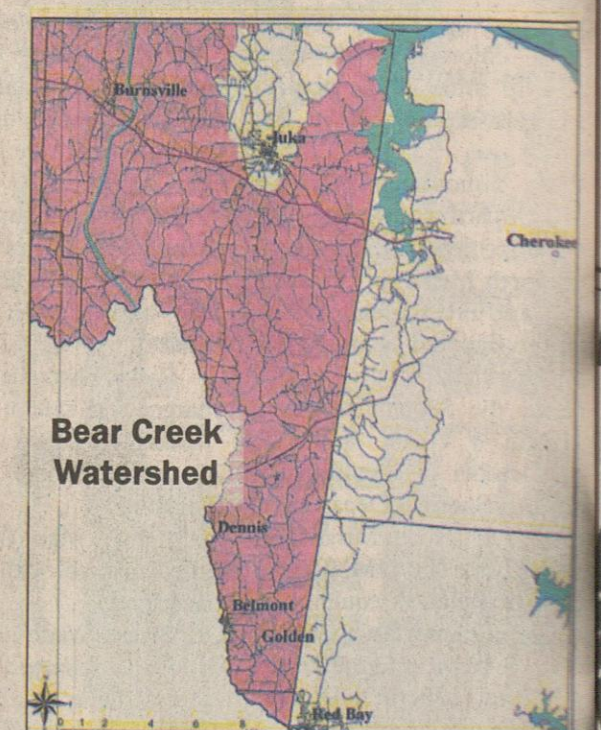 Burnsville
Iuka
Cherokee
Bear Creek
Watershed
Dennis
Belmont
Golden
Red Bay
0 1 2 4 6 8